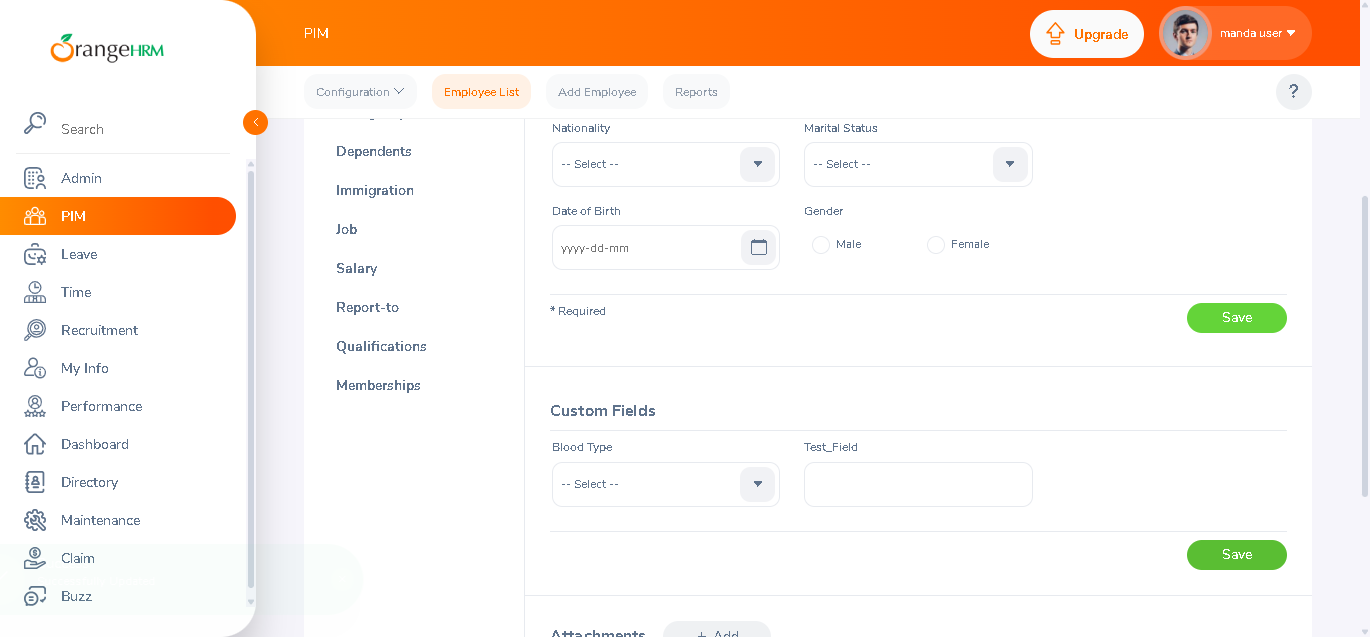 OrangeHRM
PIM
Upgrade
manda user
Configuration
Employee List
Add Employee
Reports
?
Search
Admin
PIM
Leave
Time
Recruitment
My Info
Performance
Dashboard
Directory
Maintenance
Claim
Buzz
Dependents
Immigration
Job
Salary
Report-to
Qualifications
Memberships
Nationality
Marital Status
-- Select --
-- Select --
Date of Birth
Gender
yyyy-dd-mm
Male
Female
* Required
Save
Custom Fields
Blood Type
Test_Field
-- Select --
Save
Attachments
+ Add